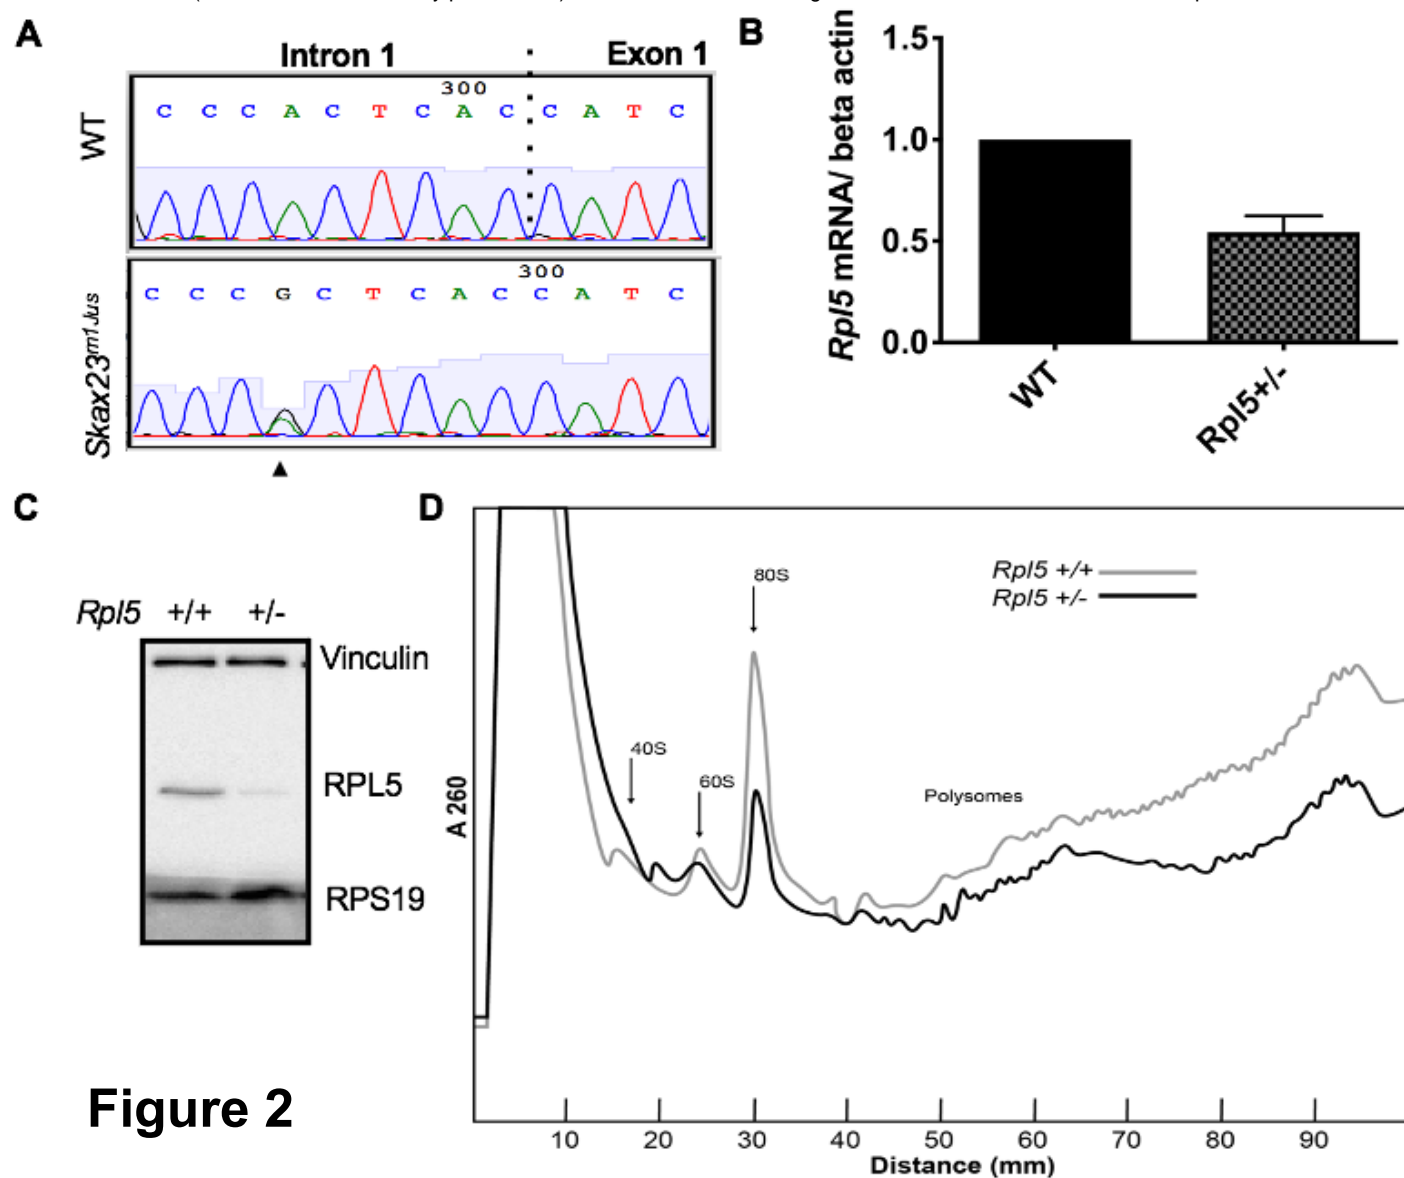 A
Intron 1
Exon 1
WT
300
C C C A C T C A C C A T C
Skax23m1Jus
300
C C C G C T C A C C A T C
B
Rpl5 mRNA/ beta actin
1.5
1.0
0.5
0.0
WT
Rpl5+/-
C
Rpl5 +/+ +/-
Vinculin
RPL5
RPS19
D
A 260
40S
60S
80S
Polysomes
Rpl5 +/+
Rpl5 +/-
10 20 30 40 50 60 70 80 90
Distance (mm)
Figure 2